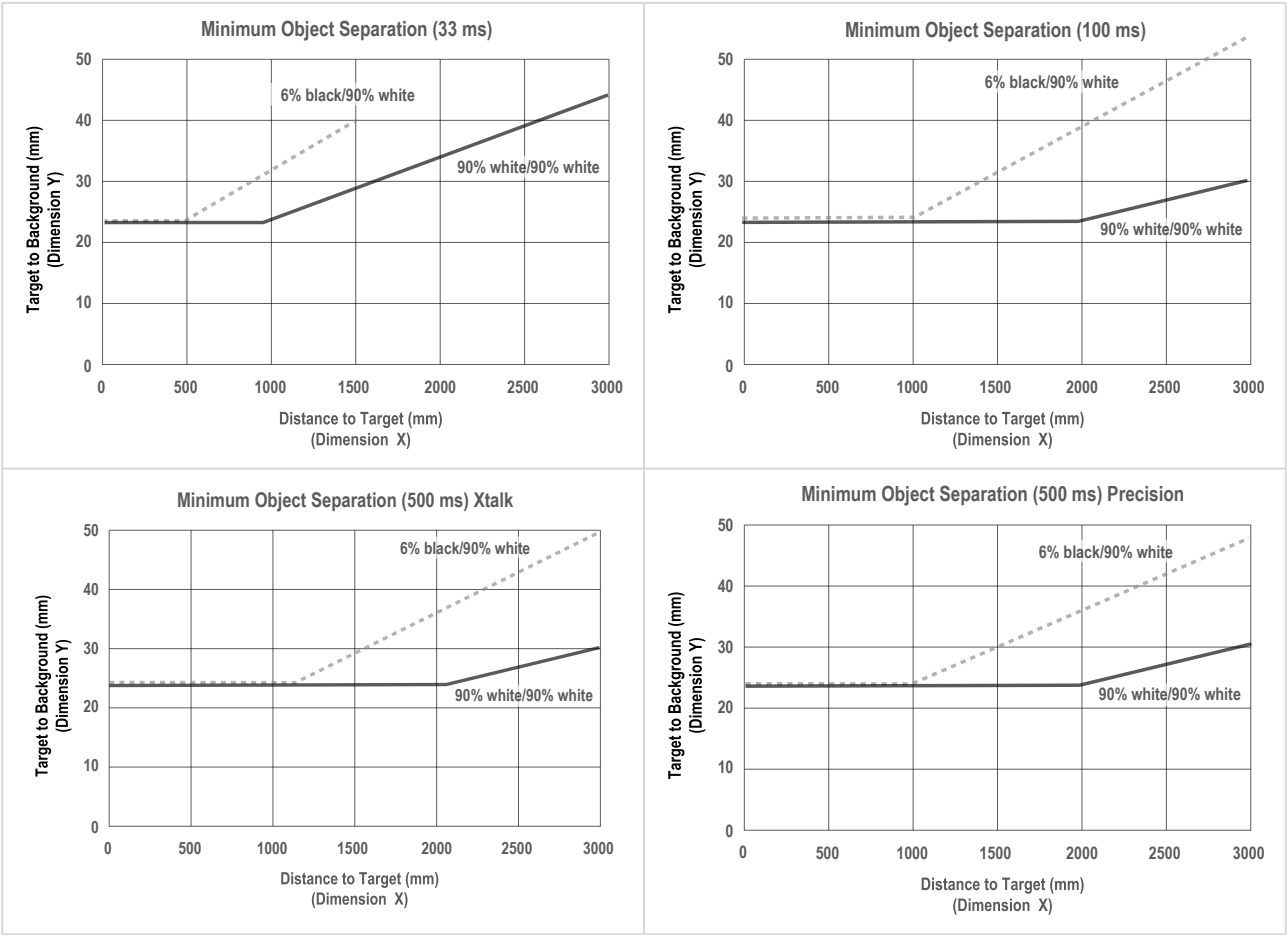 Minimum Object Separation (33 ms)
50
40
30
20
10
0
Target to Background (mm)
(Dimension Y)
6% black/90% white
90% white/90% white
0 500 1000 1500 2000 2500 3000
Distance to Target (mm)
(Dimension X)
Minimum Object Separation (100 ms)
50
40
30
20
10
0
Target to Background (mm)
(Dimension Y)
6% black/90% white
90% white/90% white
0 500 1000 1500 2000 2500 3000
Distance to Target (mm)
(Dimension X)
Minimum Object Separation (500 ms) Xtalk
50
40
30
20
10
0
Target to Background (mm)
(Dimension Y)
6% black/90% white
90% white/90% white
0 500 1000 1500 2000 2500 3000
Distance to Target (mm)
(Dimension X)
Minimum Object Separation (500 ms) Precision
50
40
30
20
10
0
Target to Background (mm)
(Dimension Y)
6% black/90% white
90% white/90% white
0 500 1000 1500 2000 2500 3000
Distance to Target (mm)
(Dimension X)